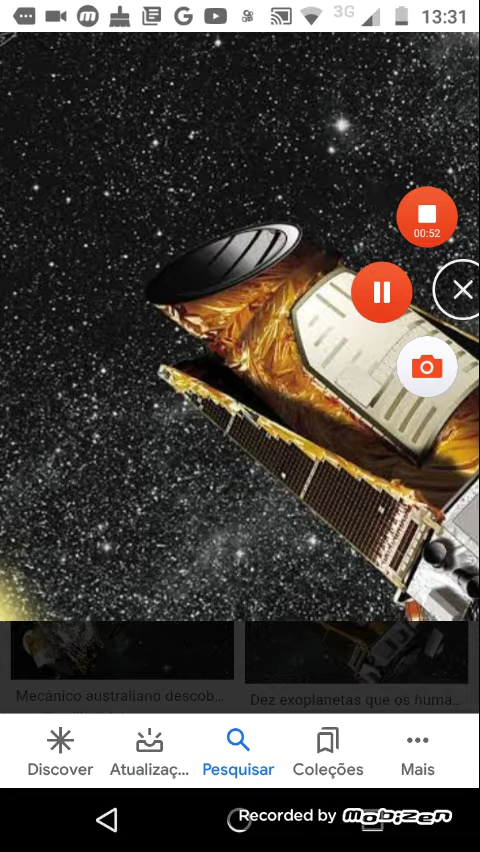 3G
13:31
00:52
Mecânico australiano descob...
Dez exoplanetas que os huma...
Discover
Atualizaç...
Pesquisar
Coleções
Mais
Recorded by Mobizen